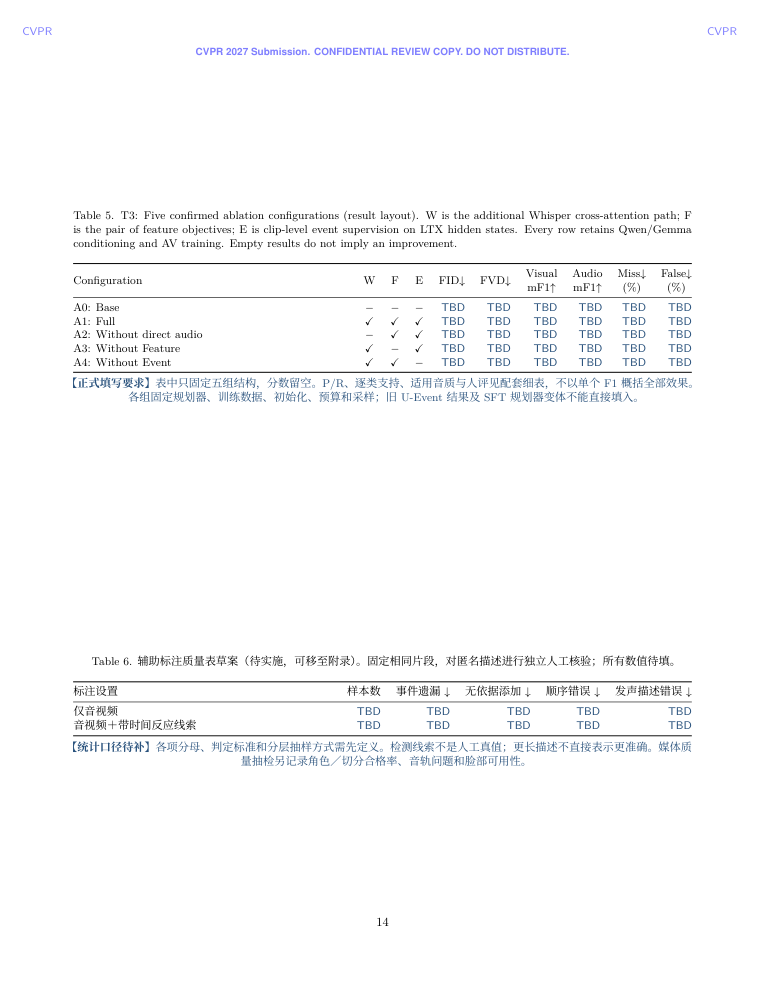 CVPR
CVPR
CVPR 2027 Submission. CONFIDENTIAL REVIEW COPY. DO NOT DISTRIBUTE.
Table 5. T3: Five confirmed ablation configurations (result layout). W is the additional Whisper cross-attention path; F
is the pair of feature objectives; E is clip-level event supervision on LTX hidden states. Every row retains Qwen/Gemma
conditioning and AV training. Empty results do not imply an improvement.
Configuration W F E FID↓ FVD↓ Visual mF1↑ Audio mF1↑ Miss↓ (%) False↓ (%)
A0: Base – – – TBD TBD TBD TBD TBD TBD
A1: Full ✓ ✓ ✓ TBD TBD TBD TBD TBD TBD
A2: Without direct audio – ✓ ✓ TBD TBD TBD TBD TBD TBD
A3: Without Feature ✓ – ✓ TBD TBD TBD TBD TBD TBD
A4: Without Event ✓ ✓ – TBD TBD TBD TBD TBD TBD
【正式填写要求】表中只固定五组结构，分数留空。P/R、逐类支持、适用音质与人评见配套细表，不以单个 F1 概括全部效果。
各组固定规划器、训练数据、初始化、预算和采样；旧 U-Event 结果及 SFT 规划器变体不能直接填入。
Table 6. 辅助标注质量表草案（待实施，可移至附录）。固定相同片段，对匿名描述进行独立人工核验；所有数值待填。
标注设置 样本数 事件遗漏 ↓ 无依据添加 ↓ 顺序错误 ↓ 发声描述错误 ↓
仅音视频 TBD TBD TBD TBD TBD
音视频＋带时间反应线索 TBD TBD TBD TBD TBD
【统计口径待补】各项分母、判定标准和分层抽样方式需先定义。检测线索不是人工真值；更长描述不直接表示更准确。媒体质
量抽检另记录角色／切分合格率、音轨问题和脸部可用性。
14